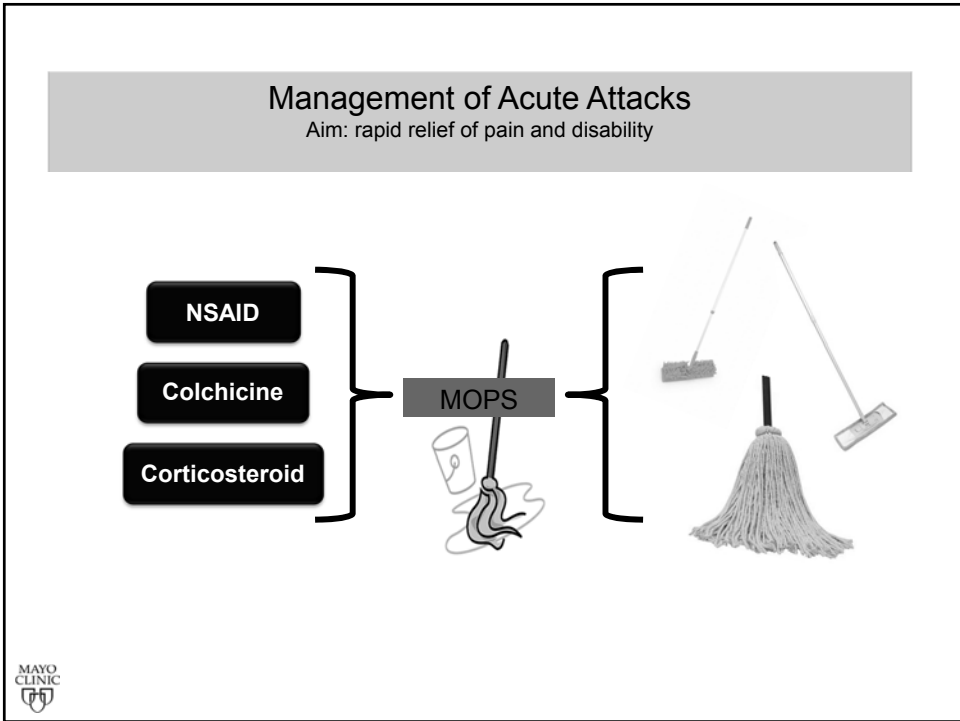 Management of Acute Attacks
Aim: rapid relief of pain and disability
NSAID
Colchicine
Corticosteroid
MOPS
MAYO
CLINIC